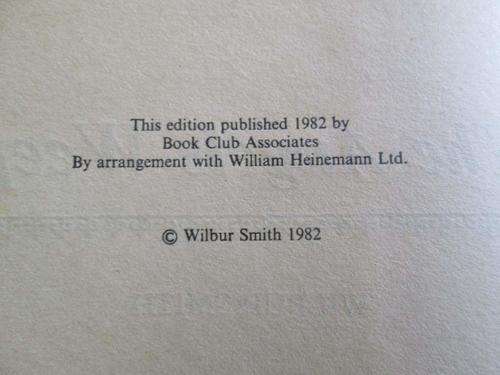 This edition published 1982 by
Book Club Associates
By arrangement with William Heinemann Ltd.
© Wilbur Smith 1982